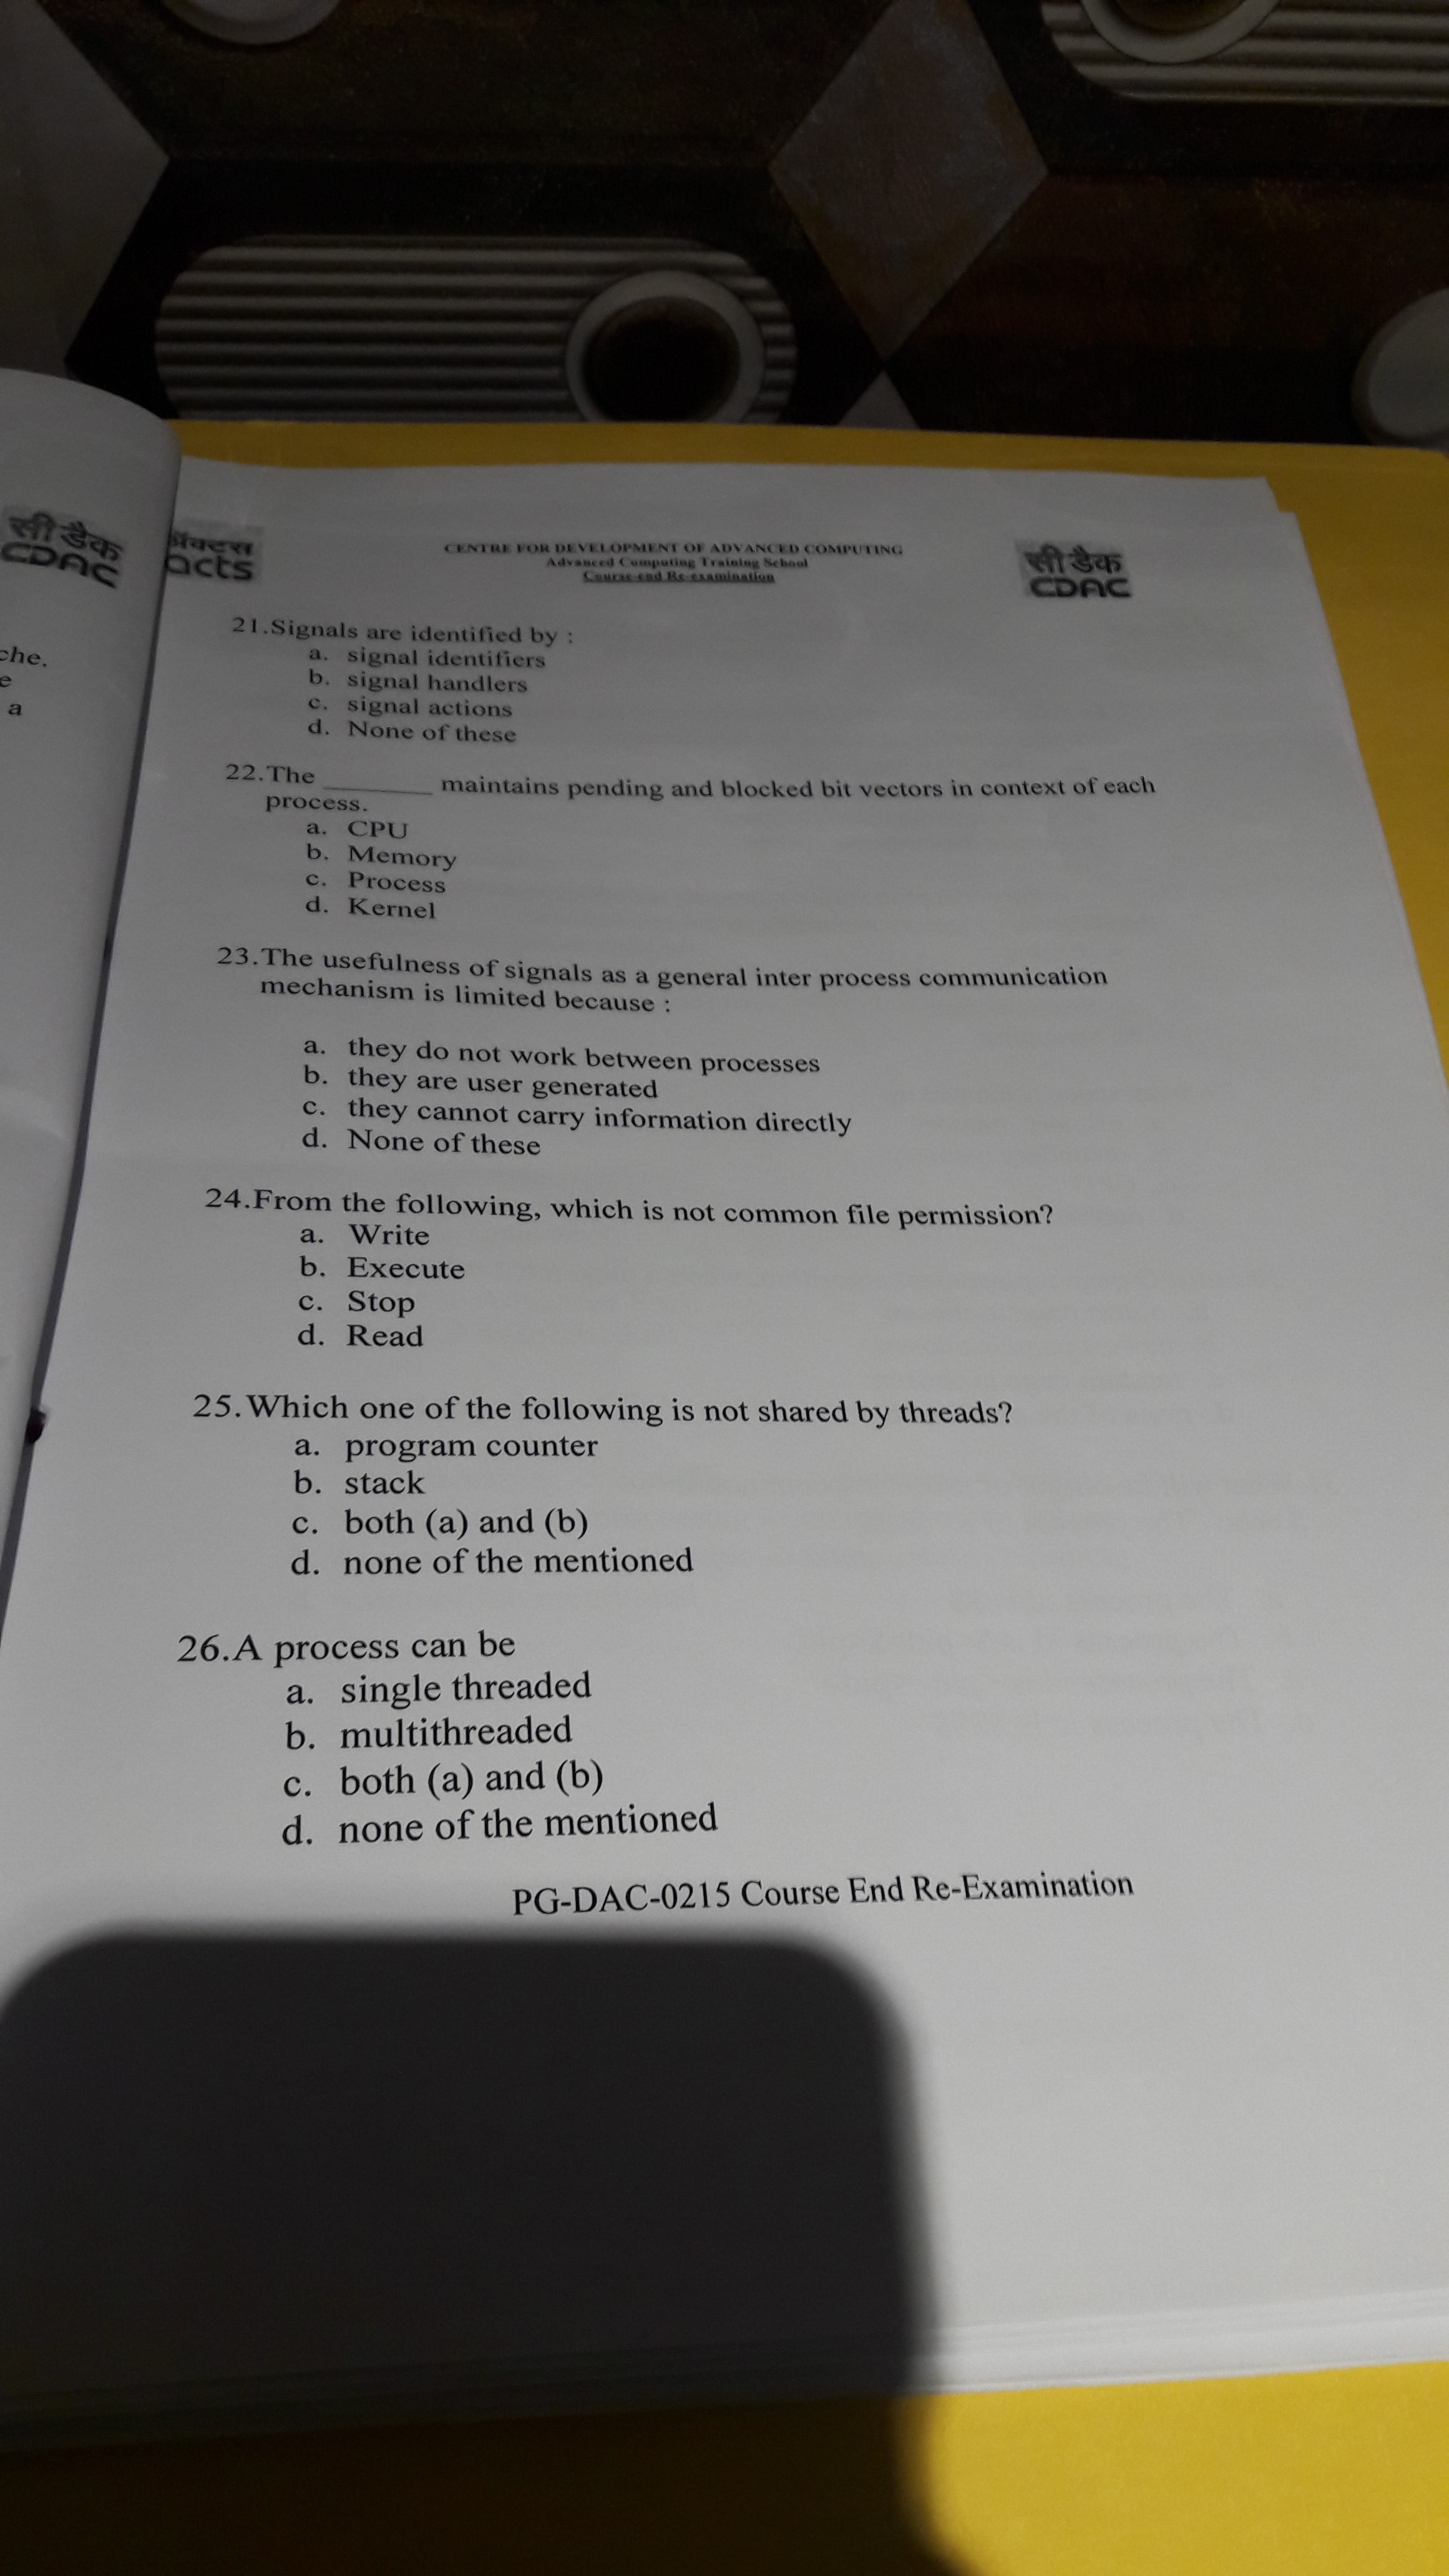 सी डैक
CDAC
che.
e
a
ॲक्टस
acts
CENTRE FOR DEVELOPMENT OF ADVANCED COMPUTING
Advanced Computing Training School
Course-end Re-examination
सी डैक
CDAC
21.Signals are identified by :
a. signal identifiers
b. signal handlers
c. signal actions
d. None of these
22.The ________ maintains pending and blocked bit vectors in context of each
process.
a. CPU
b. Memory
c. Process
d. Kernel
23.The usefulness of signals as a general inter process communication
mechanism is limited because :
a. they do not work between processes
b. they are user generated
c. they cannot carry information directly
d. None of these
24.From the following, which is not common file permission?
a. Write
b. Execute
c. Stop
d. Read
25.Which one of the following is not shared by threads?
a. program counter
b. stack
c. both (a) and (b)
d. none of the mentioned
26.A process can be
a. single threaded
b. multithreaded
c. both (a) and (b)
d. none of the mentioned
PG-DAC-0215 Course End Re-Examination